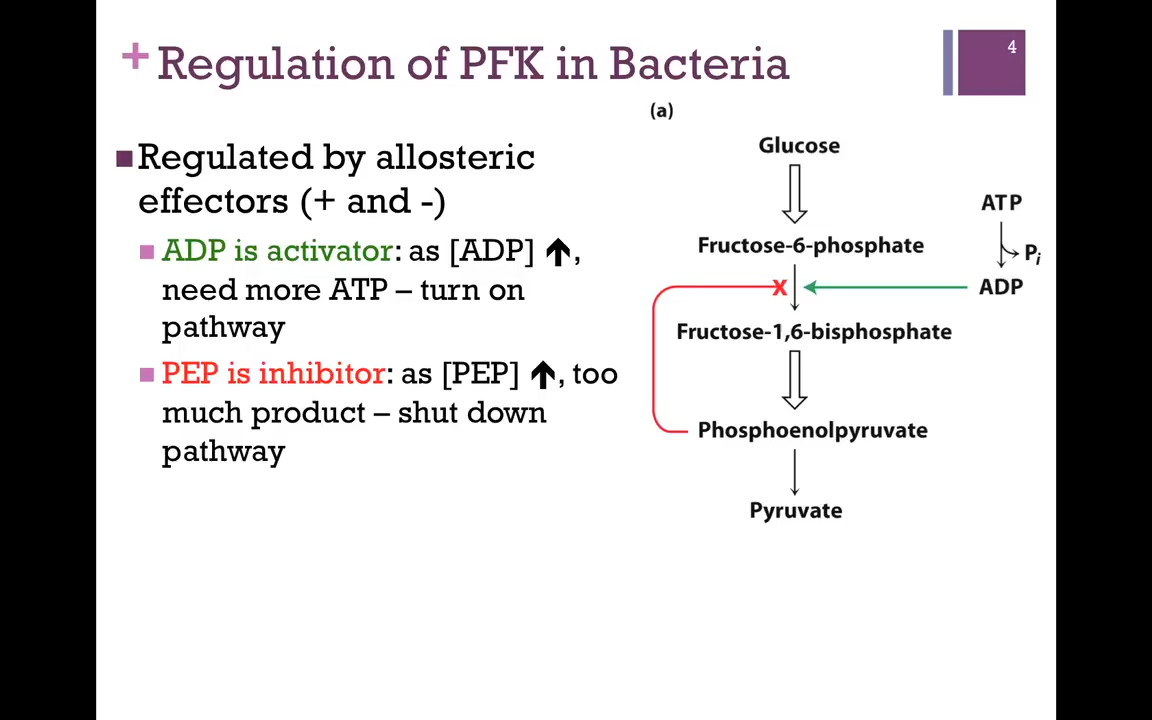 + Regulation of PFK in Bacteria
4
Regulated by allosteric
effectors (+ and -)
ADP is activator: as [ADP] 🡅,
need more ATP – turn on
pathway
PEP is inhibitor: as [PEP] 🡅, too
much product – shut down
pathway
(a)
Glucose
Fructose-6-phosphate
ATP
Pi
ADP
X
Fructose-1,6-bisphosphate
Phosphoenolpyruvate
Pyruvate